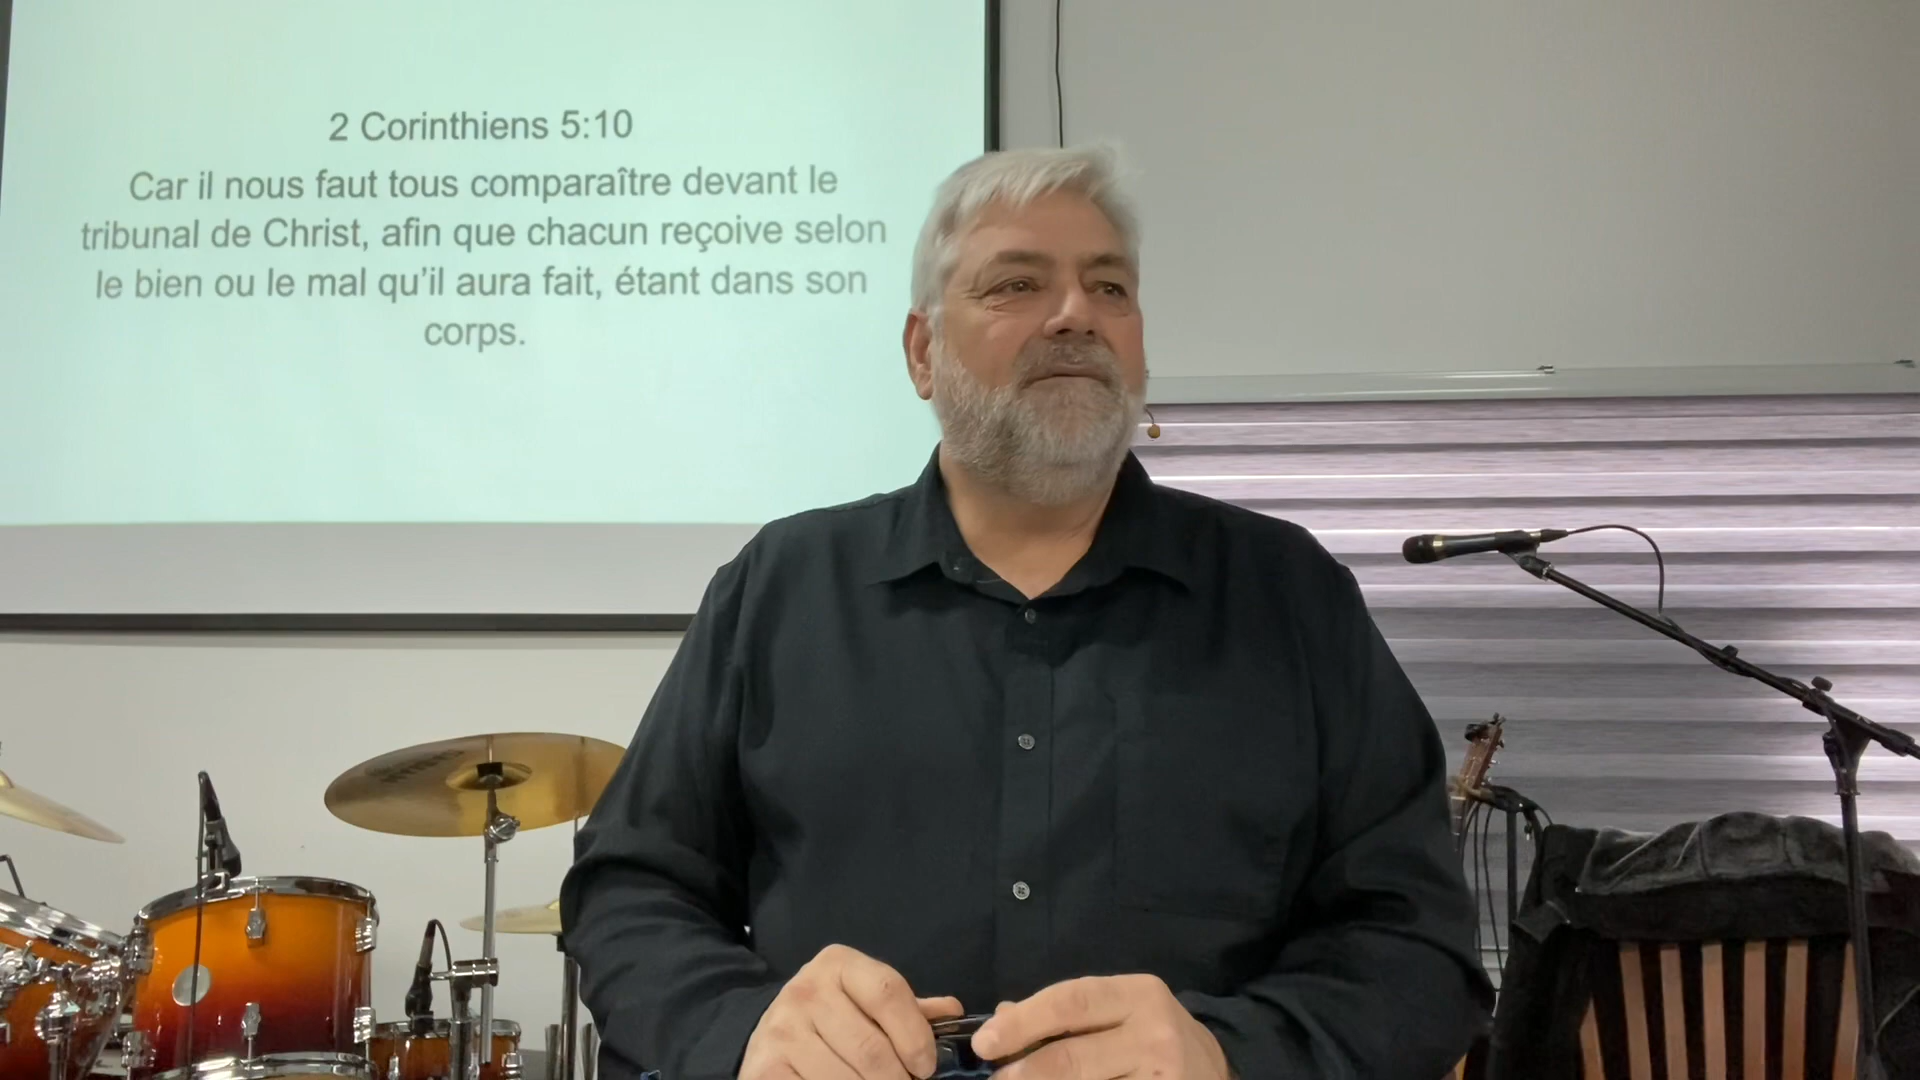 2 Corinthiens 5:10
Car il nous faut tous comparaître devant le
tribunal de Christ, afin que chacun reçoive selon
le bien ou le mal qu’il aura fait, étant dans son
corps.